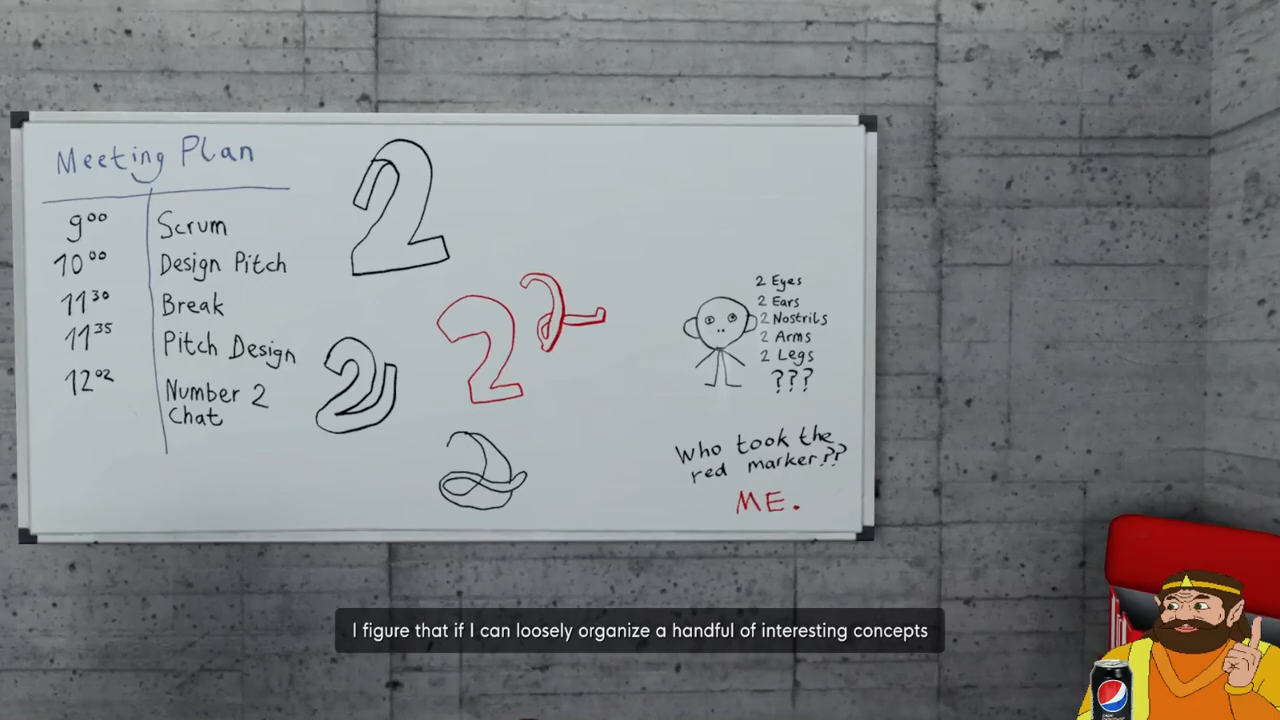 Meeting Plan
9⁰⁰ Scrum
10⁰⁰ Design Pitch
11³⁰ Break
11³⁵ Pitch Design
12⁰² Number 2
Chat
2
2
2
2
2
2 Eyes
2 Ears
2 Nostrils
2 Arms
2 Legs
???
Who took the
red marker??
ME.
I figure that if I can loosely organize a handful of interesting concepts